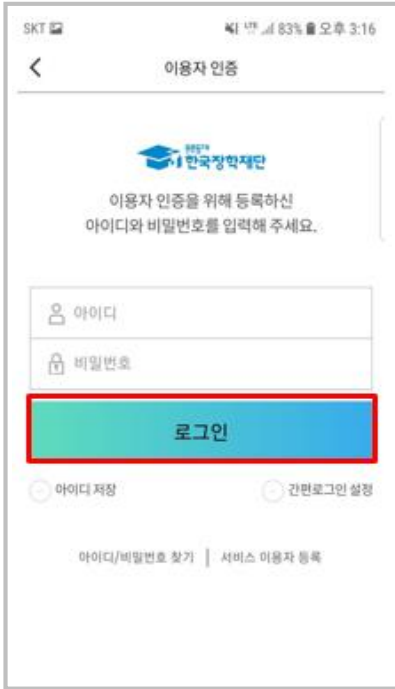 SKT LTE 83% 오후 3:16
이용자 인증
한국장학재단
이용자 인증을 위해 등록하신
아이디와 비밀번호를 입력해 주세요.
아이디
비밀번호
로그인
아이디 저장 간편로그인 설정
아이디/비밀번호 찾기 | 서비스 이용자 등록